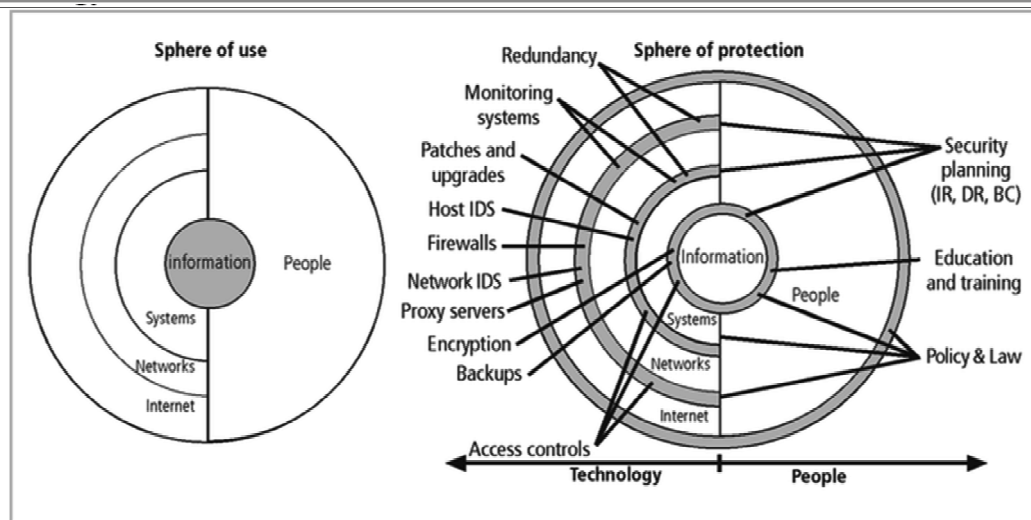 Sphere of use
information
People
Systems
Networks
Internet
Sphere of protection
Redundancy
Monitoring
systems
Patches and
upgrades
Host IDS
Firewalls
Network IDS
Proxy servers
Encryption
Backups
Access controls
Information
People
Systems
Networks
Internet
Security
planning
(IR, DR, BC)
Education
and training
Policy & Law
Technology
People